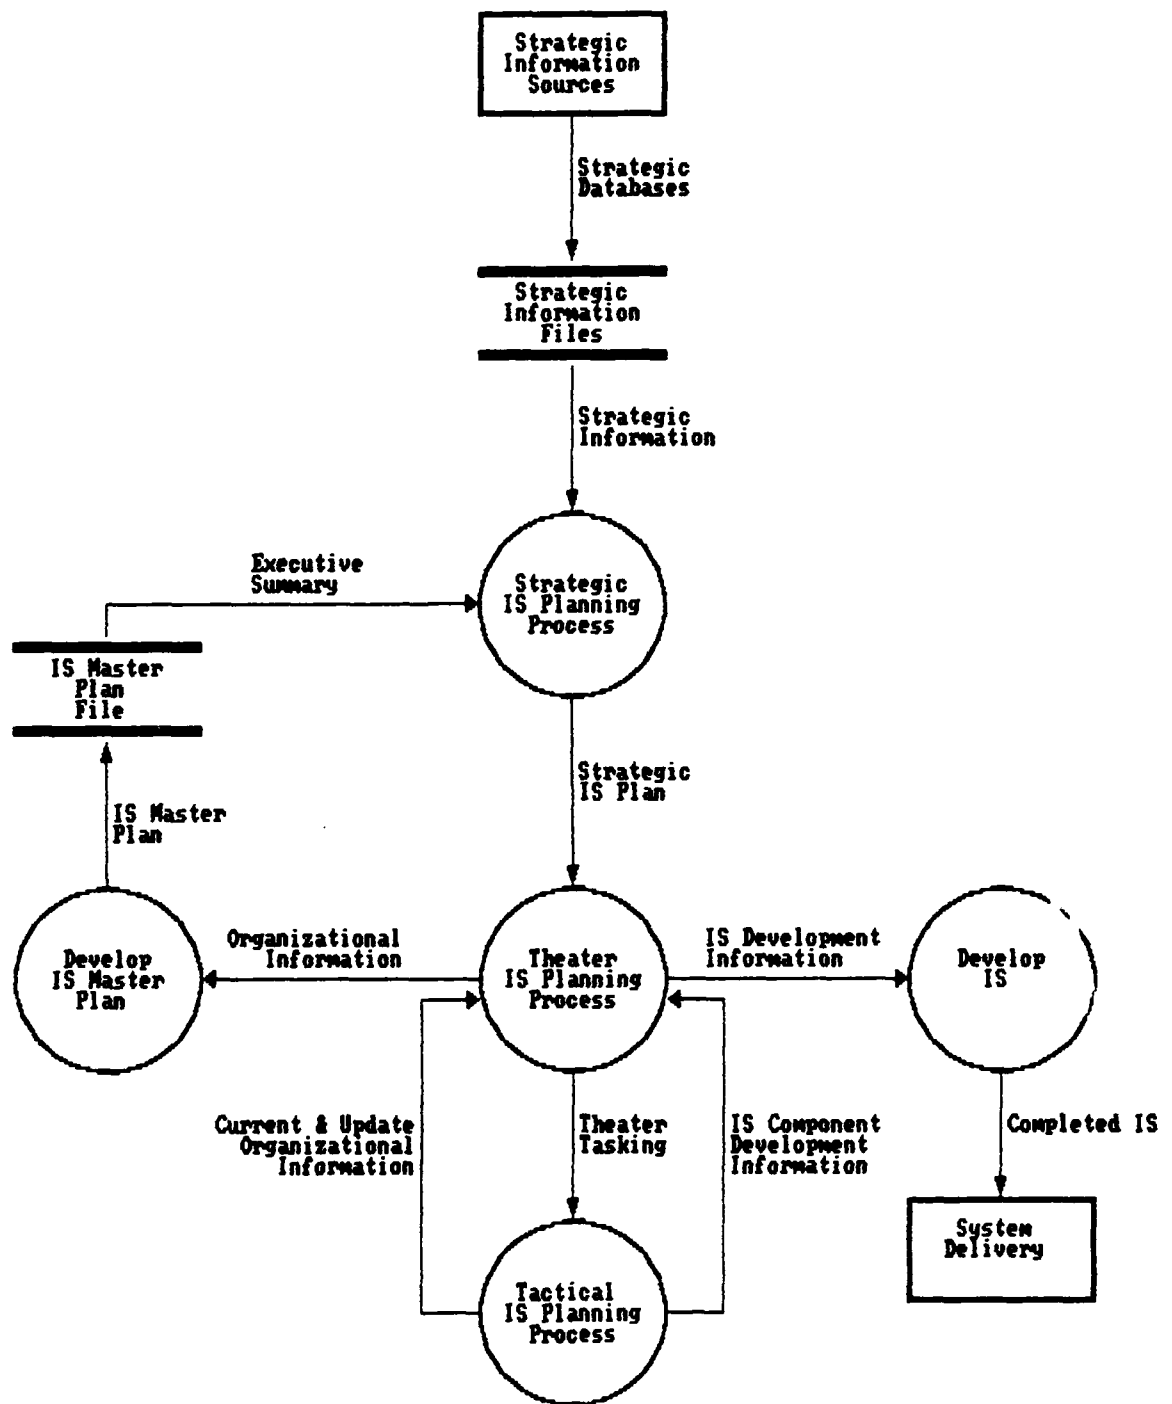 Strategic
Information
Sources
Strategic
Databases
Strategic
Information
Files
Strategic
Information
Executive
Summary
Strategic
IS Planning
Process
IS Master
Plan
File
Strategic
IS Plan
IS Master
Plan
Organizational
Information
IS Development
Information
Develop
IS Master
Plan
Theater
IS Planning
Process
Develop
IS
Current & Update
Organizational
Information
Theater
Tasking
IS Component
Development
Information
Completed IS
System
Delivery
Tactical
IS Planning
Process